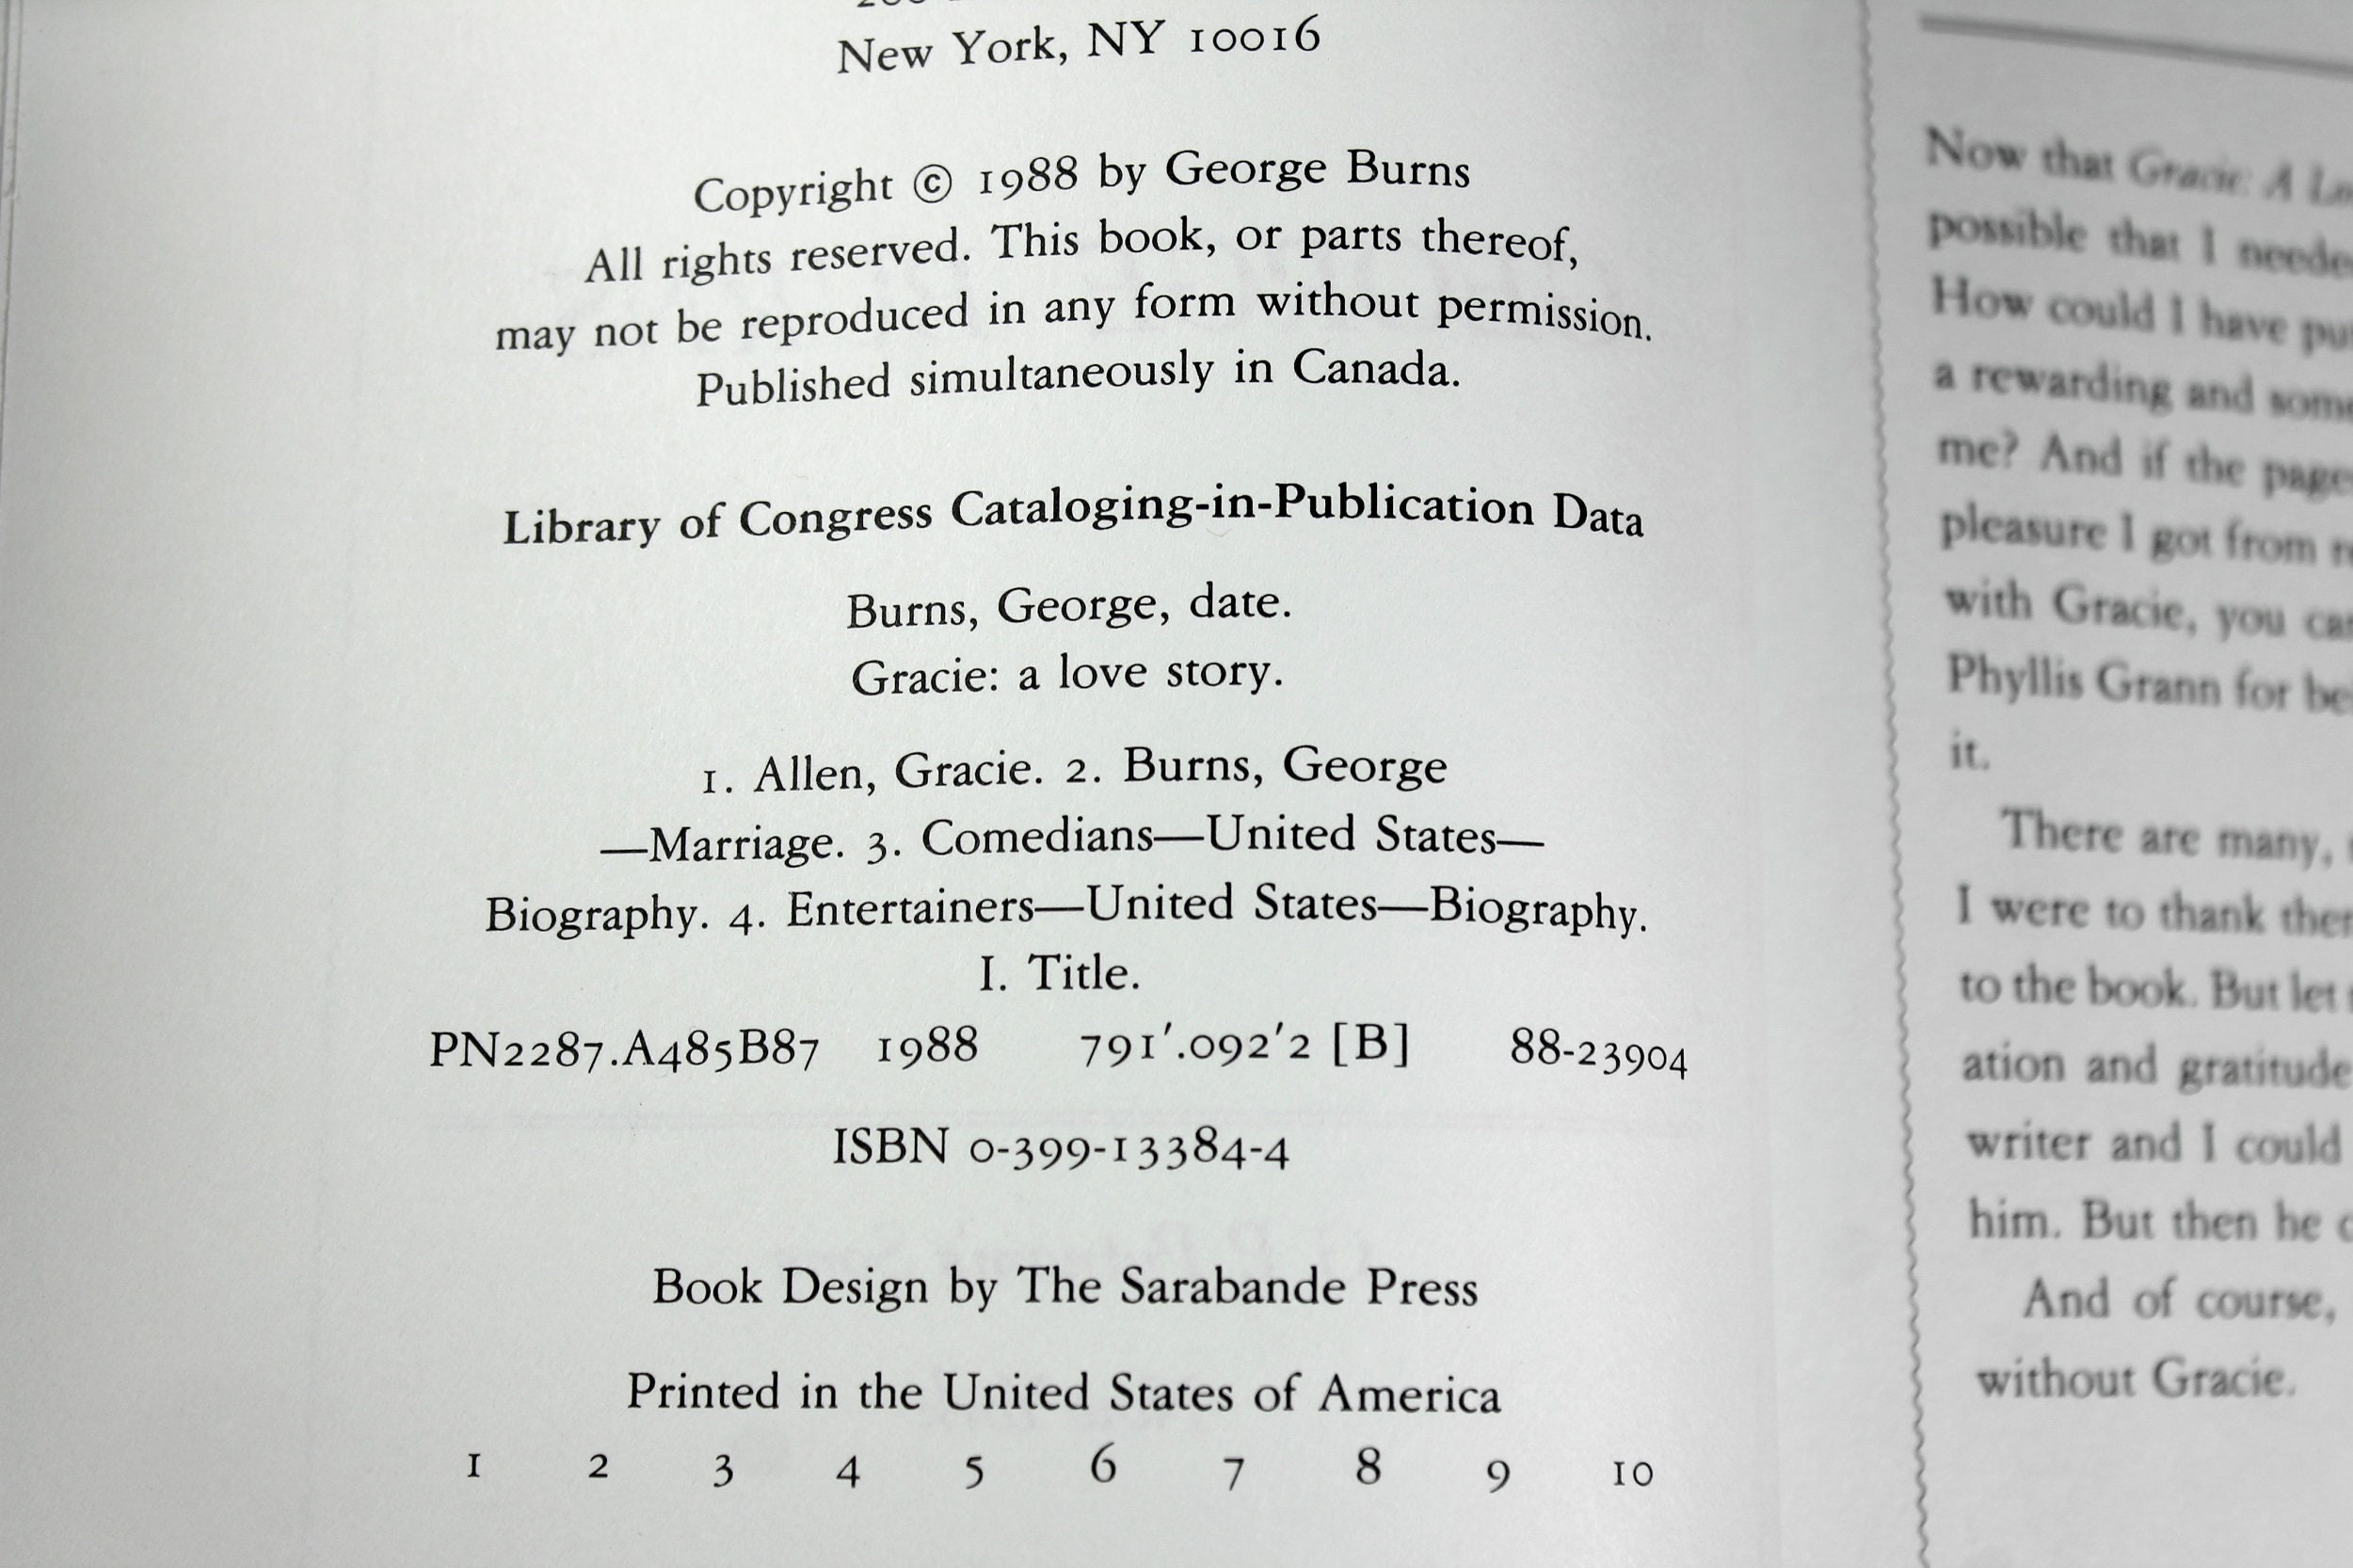 New York, NY 10016
Copyright © 1988 by George Burns
All rights reserved. This book, or parts thereof,
may not be reproduced in any form without permission.
Published simultaneously in Canada.
Library of Congress Cataloging-in-Publication Data
Burns, George, date.
Gracie: a love story.
1. Allen, Gracie. 2. Burns, George
—Marriage. 3. Comedians—United States—
Biography. 4. Entertainers—United States—Biography.
I. Title.
PN2287.A485B87 1988 791′.092′2 [B] 88-23904
ISBN 0-399-13384-4
Book Design by The Sarabande Press
Printed in the United States of America
1 2 3 4 5 6 7 8 9 10
Now that Gracie: A
possible that I
How could I have
a rewarding and
me? And if the
pleasure I got from
with Gracie, you
Phyllis Grann for
it.
There are many,
I were to thank
to the book. But let
ation and gratitude
writer and I could
him. But then he
And of course,
without Gracie.